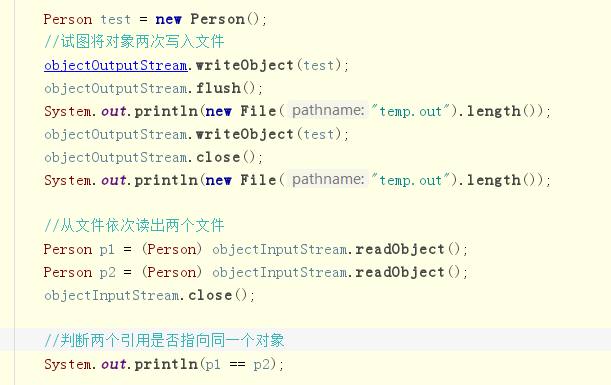 Person test = new Person();
//试图将对象两次写入文件
objectOutputStream.writeObject(test);
objectOutputStream.flush();
System.out.println(new File( pathname: "temp.out").length());
objectOutputStream.writeObject(test);
objectOutputStream.close();
System.out.println(new File( pathname: "temp.out").length());
//从文件依次读出两个文件
Person p1 = (Person) objectInputStream.readObject();
Person p2 = (Person) objectInputStream.readObject();
objectInputStream.close();
//判断两个引用是否指向同一个对象
System.out.println(p1 == p2);